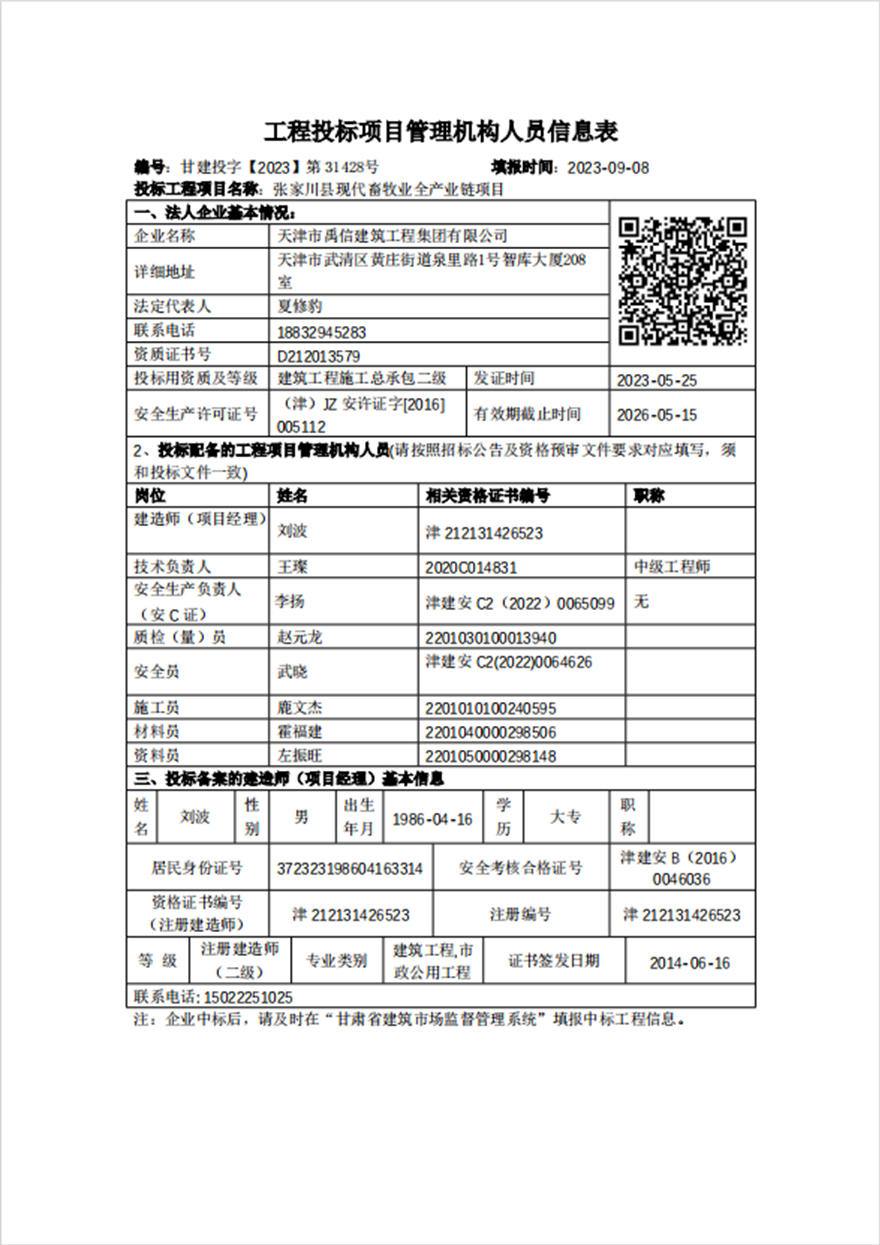 工程投标项目管理机构人员信息表
编号：甘建投字【2023】第 31428号 填报时间：2023-09-08
投标工程项目名称：张家川县现代畜牧业全产业链项目
一、法人企业基本情况：
企业名称 天津市禹信建筑工程集团有限公司
详细地址 天津市武清区黄庄街道泉里路1号智库大厦208
室
法定代表人 夏修豹
联系电话 18832945283
资质证书号 D212013579
投标用资质及等级 建筑工程施工总承包二级 发证时间 2023-05-25
安全生产许可证号 （津）JZ 安许证字[2016]
005112 有效期截止时间 2026-05-15
2、投标配备的工程项目管理机构人员(请按照招标公告及资格预审文件要求对应填写，须
和投标文件一致)
岗位 姓名 相关资格证书编号 职称
建造师（项目经理） 刘波 津 212131426523
技术负责人 王璨 2020C014831 中级工程师
安全生产负责人
（安 C 证） 李扬 津建安 C2（2022）0065099 无
质检（量）员 赵元龙 2201030100013940
安全员 武晓 津建安 C2(2022)0064626
施工员 鹿文杰 2201010100240595
材料员 霍福建 2201040000298506
资料员 左振旺 2201050000298148
三、投标备案的建造师（项目经理）基本信息
姓
名 刘波 性
别 男 出生
年月 1986-04-16 学
历 大专 职
称
居民身份证号 372323198604163314 安全考核合格证号 津建安 B（2016）
0046036
资格证书编号
（注册建造师） 津 212131426523 注册编号 津 212131426523
等 级 注册建造师
（二级） 专业类别 建筑工程,市
政公用工程 证书签发日期 2014-06-16
联系电话: 15022251025
注：企业中标后，请及时在“甘肃省建筑市场监督管理系统”填报中标工程信息。